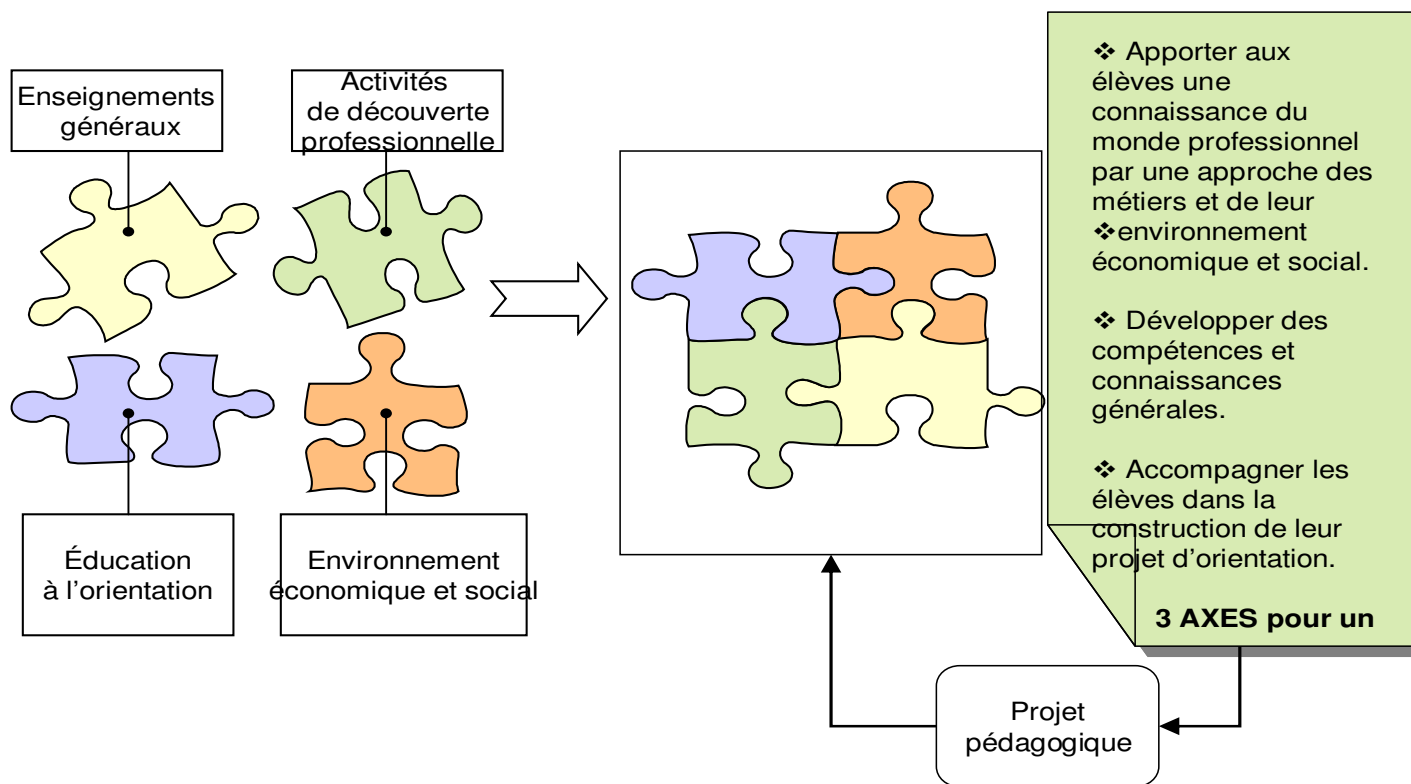 Enseignements
généraux
Activités
de découverte
professionnelle
Éducation
à l'orientation
Environnement
économique et social
❖ Apporter aux
élèves une
connaissance du
monde professionnel
par une approche des
métiers et de leur
❖environnement
économique et social.
❖ Développer des
compétences et
connaissances
générales.
❖ Accompagner les
élèves dans la
construction de leur
projet d'orientation.
3 AXES pour un
Projet
pédagogique